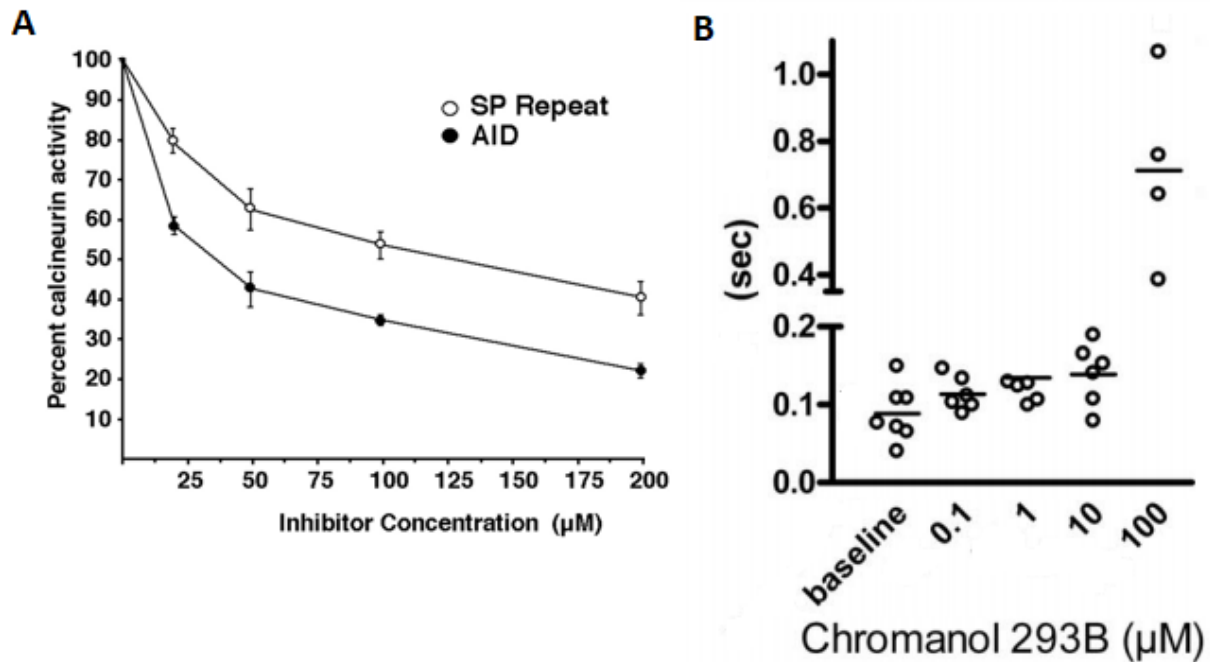 A
100
90
80
70
60
50
40
30
20
10
Percent calcineurin activity
SP Repeat
AID
25 50 75 100 125 150 175 200
Inhibitor Concentration (µM)
B
1.0
0.8
0.6
0.4
0.2
0.1
0.0
(sec)
baseline 0.1 1 10 100
Chromanol 293B (µM)